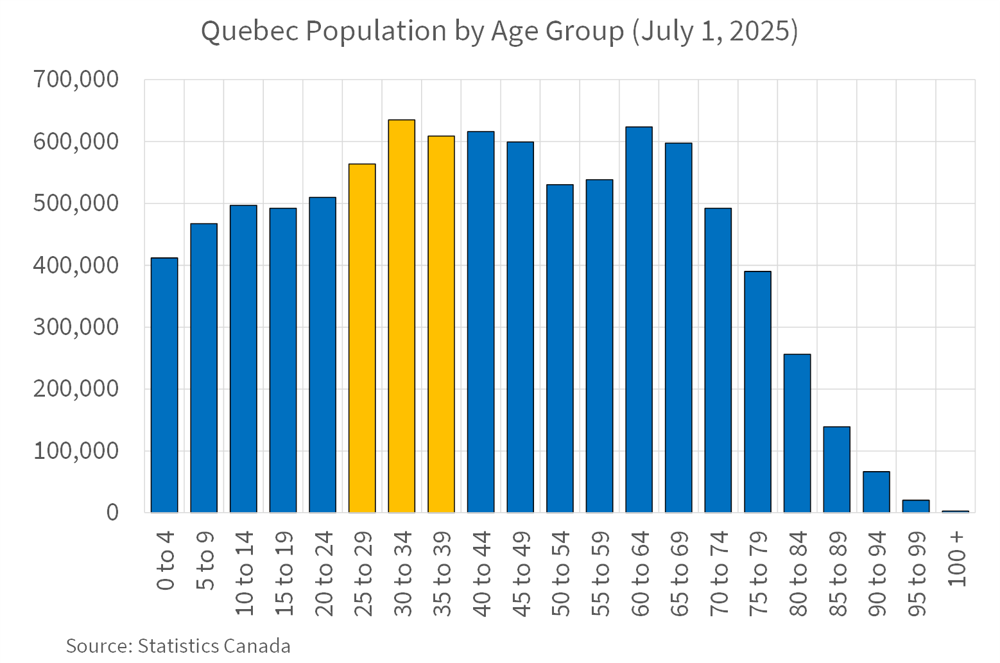 Quebec Population by Age Group (July 1, 2025)
700,000
600,000
500,000
400,000
300,000
200,000
100,000
0
0 to 4
5 to 9
10 to 14
15 to 19
20 to 24
25 to 29
30 to 34
35 to 39
40 to 44
45 to 49
50 to 54
55 to 59
60 to 64
65 to 69
70 to 74
75 to 79
80 to 84
85 to 89
90 to 94
95 to 99
100 +
Source: Statistics Canada